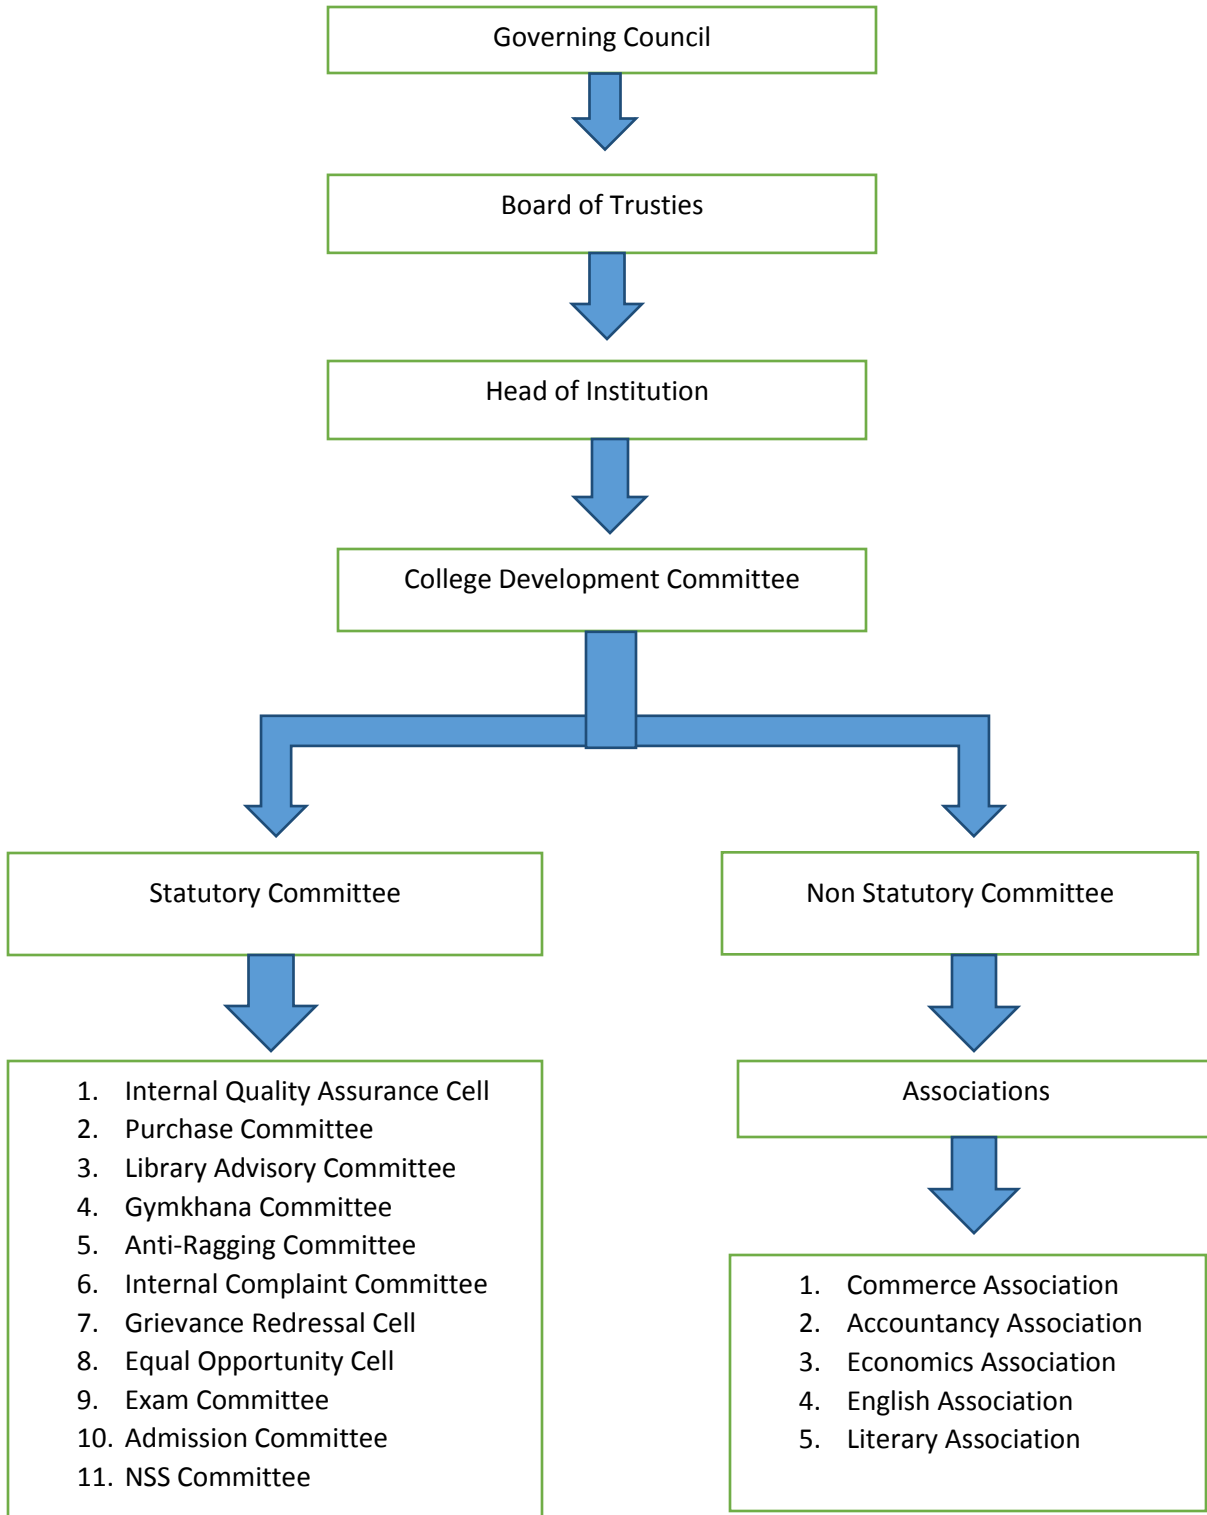 Governing Council
Board of Trusties
Head of Institution
College Development Committee
Statutory Committee
Non Statutory Committee
1. Internal Quality Assurance Cell
2. Purchase Committee
3. Library Advisory Committee
4. Gymkhana Committee
5. Anti-Ragging Committee
6. Internal Complaint Committee
7. Grievance Redressal Cell
8. Equal Opportunity Cell
9. Exam Committee
10. Admission Committee
11. NSS Committee
Associations
1. Commerce Association
2. Accountancy Association
3. Economics Association
4. English Association
5. Literary Association